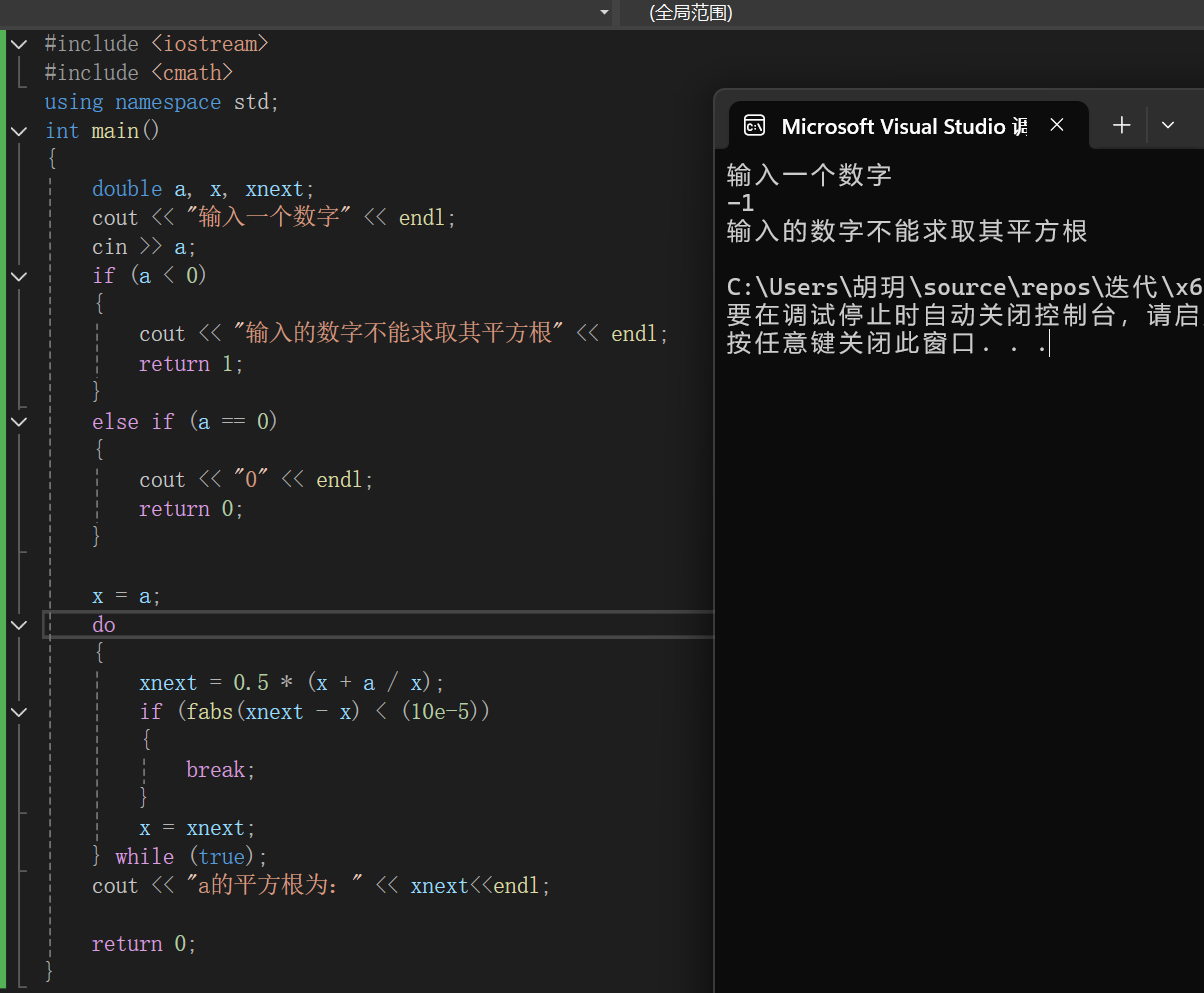 (全局范围)
#include <iostream>
#include <cmath>
using namespace std;
int main()
{
double a, x, xnext;
cout << "输入一个数字" << endl;
cin >> a;
if (a < 0)
{
cout << "输入的数字不能求取其平方根" << endl;
return 1;
}
else if (a == 0)
{
cout << "0" << endl;
return 0;
}
x = a;
do
{
xnext = 0.5 * (x + a / x);
if (fabs(xnext - x) < (10e-5))
{
break;
}
x = xnext;
} while (true);
cout << "a的平方根为：" << xnext<<endl;
return 0;
}
Microsoft Visual Studio
输入一个数字
-1
输入的数字不能求取其平方根
C:\Users\胡玥\source\repos\迭代\x6
要在调试停止时自动关闭控制台，请启
按任意键关闭此窗口. . .